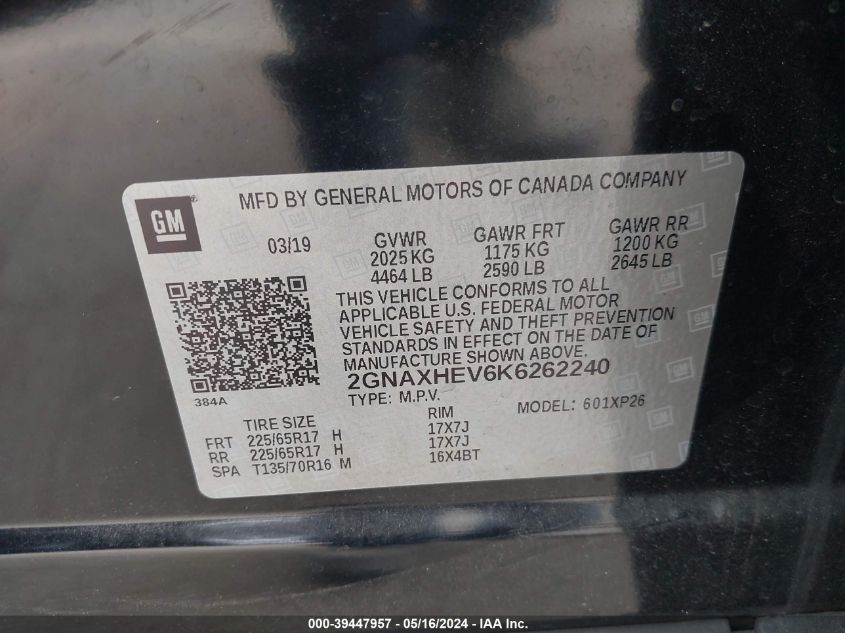 GM
MFD BY GENERAL MOTORS OF CANADA COMPANY
03/19 GVWR GAWR FRT GAWR RR
2025 KG 1175 KG 1200 KG
4464 LB 2590 LB 2645 LB
THIS VEHICLE CONFORMS TO ALL
APPLICABLE U.S. FEDERAL MOTOR
VEHICLE SAFETY AND THEFT PREVENTION
STANDARDS IN EFFECT ON THE DATE OF
MANUFACTURE SHOWN ABOVE.
2GNAXHEV6K6262240
384A
TYPE: M.P.V. MODEL: 601XP26
TIRE SIZE RIM
FRT 225/65R17 H 17X7J
RR 225/65R17 H 17X7J
SPA T135/70R16 M 16X4BT
000-39447957 - 05/16/2024 - IAA Inc.